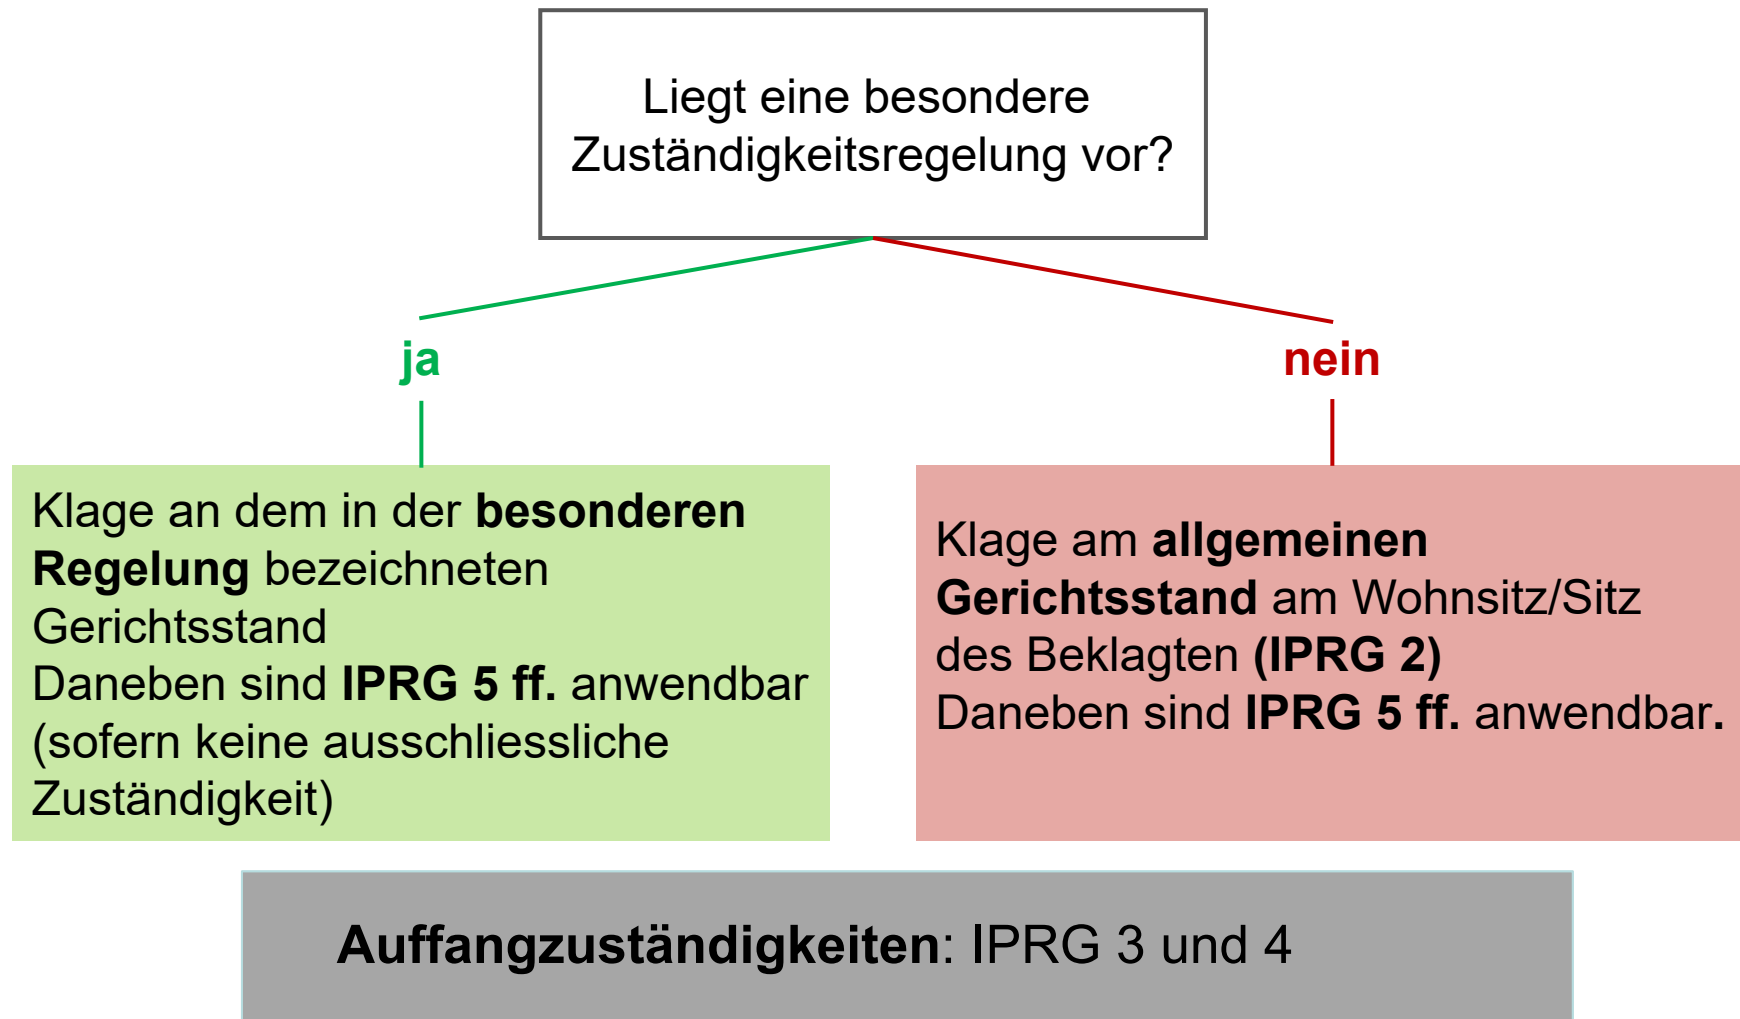 Liegt eine besondere
Zuständigkeitsregelung vor?
ja
nein
Klage an dem in der besonderen
Regelung bezeichneten
Gerichtsstand
Daneben sind IPRG 5 ff. anwendbar
(sofern keine ausschliessliche
Zuständigkeit)
Klage am allgemeinen
Gerichtsstand am Wohnsitz/Sitz
des Beklagten (IPRG 2)
Daneben sind IPRG 5 ff. anwendbar.
Auffangzuständigkeiten: IPRG 3 und 4